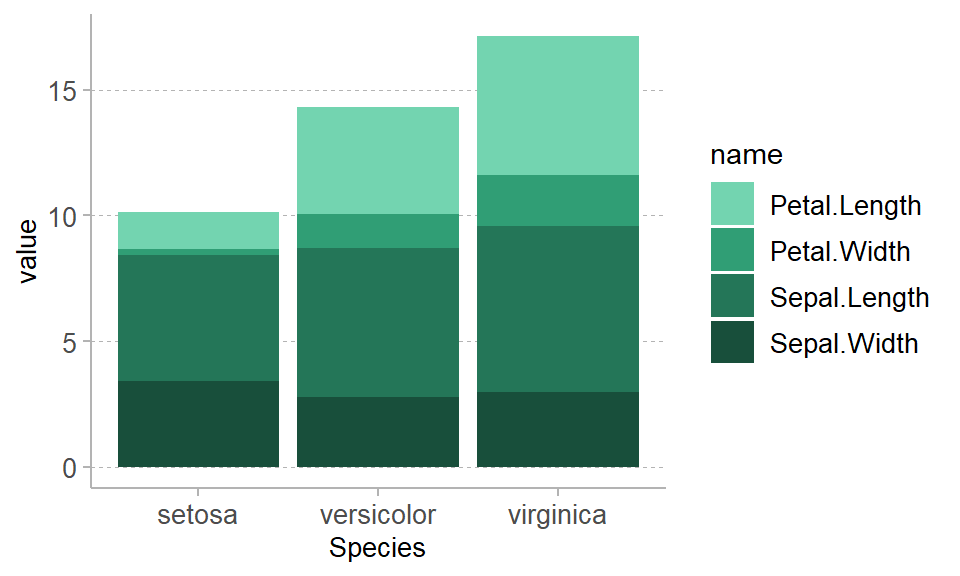 15
10
5
0
value
setosa versicolor virginica
Species
name
Petal.Length
Petal.Width
Sepal.Length
Sepal.Width